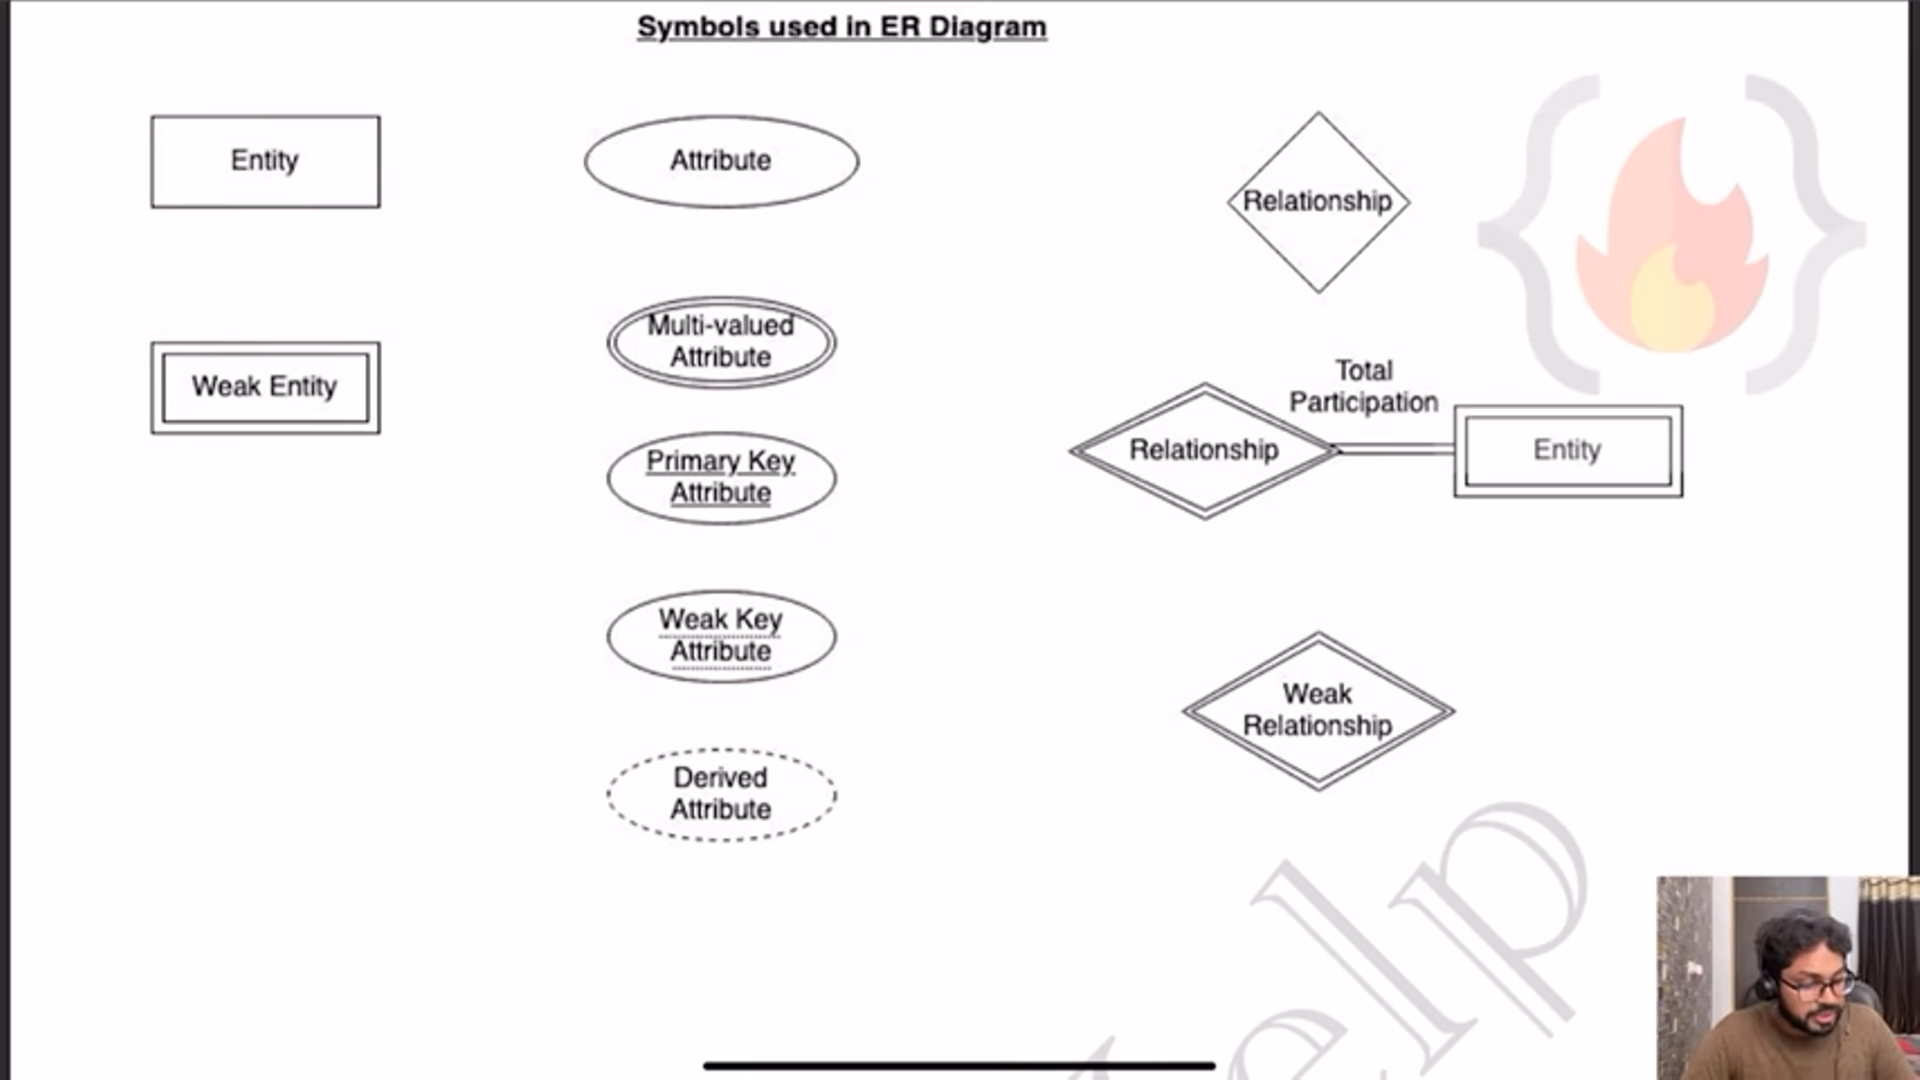 Symbols used in ER Diagram
Entity
Attribute
Relationship
Multi-valued
Attribute
Weak Entity
Total
Participation
Primary Key
Attribute
Relationship
Entity
Weak Key
Attribute
Weak
Relationship
Derived
Attribute
elp